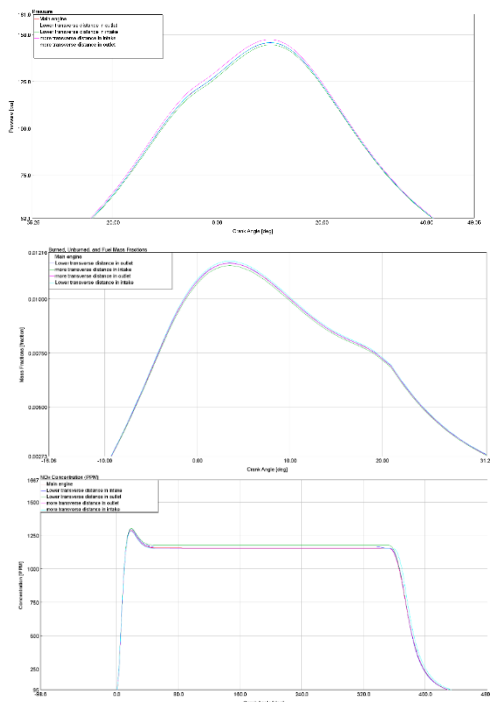 Pressure
Main engine
Lower transverse distance in outlet
Lower transverse distance in intake
more transverse distance in intake
more transverse distance in outlet
150.0
100.0
75.0
Pressure [bar]
20.00
0.00
20.00
40.00
Crank Angle [deg]
Burned, Unburned, and Fuel Mass Fractions
Main engine
Lower transverse distance in outlet
more transverse distance in intake
more transverse distance in outlet
Lower transverse distance in intake
0.01000
0.00750
0.00500
0.00273
Mass Fractions [fraction]
-10.00
0.00
10.00
20.00
31.2
Crank Angle [deg]
NOx Concentration (PPM)
Main engine
Lower transverse distance in intake
Lower transverse distance in outlet
more transverse distance in outlet
more transverse distance in intake
1250
1000
750
500
250
Concentration [PPM]
0.0
80.0
160.0
400.0